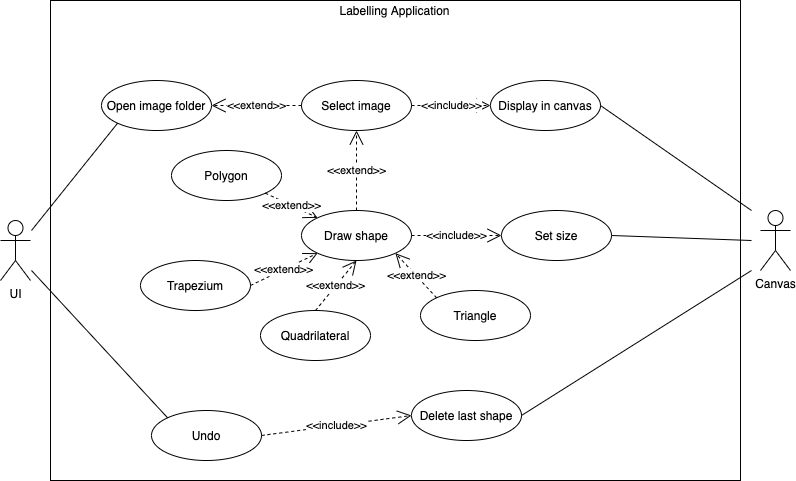 Labelling Application
Open image folder
<<extend>>
Select image
<<include>>
Display in canvas
<<extend>>
Polygon
<<extend>>
Draw shape
<<include>>
Set size
<<extend>>
<<extend>>
<<extend>>
Trapezium
Quadrilateral
Triangle
UI
Canvas
Undo
<<include>>
Delete last shape